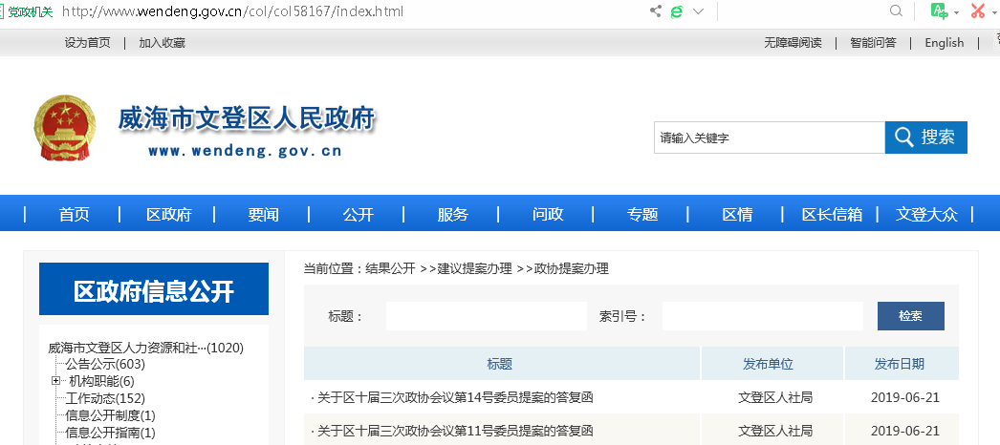 党政机关 http://www.wendeng.gov.cn/col/col58167/index.html
设为首页 | 加入收藏 无障碍阅读 | 智能问答 | English |
威海市文登区人民政府
www.wendeng.gov.cn
请输入关键字 搜索
首页 区政府 要闻 公开 服务 问政 专题 区情 区长信箱 文登大众
当前位置：结果公开 >>建议提案办理 >>政协提案办理
区政府信息公开
标题： 索引号： 检索
威海市文登区人力资源和社…(1020)
公告公示(603)
机构职能(6)
工作动态(152)
信息公开制度(1)
信息公开指南(1)
标题 发布单位 发布日期
· 关于区十届三次政协会议第14号委员提案的答复函 文登区人社局 2019-06-21
· 关于区十届三次政协会议第11号委员提案的答复函 文登区人社局 2019-06-21